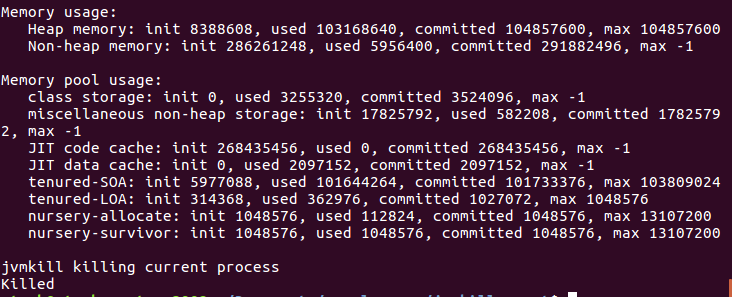 Memory usage:
Heap memory: init 8388608, used 103168640, committed 104857600, max 104857600
Non-heap memory: init 286261248, used 5956400, committed 291882496, max -1
Memory pool usage:
class storage: init 0, used 3255320, committed 3524096, max -1
miscellaneous non-heap storage: init 17825792, used 582208, committed 1782579
2, max -1
JIT code cache: init 268435456, used 0, committed 268435456, max -1
JIT data cache: init 0, used 2097152, committed 2097152, max -1
tenured-SOA: init 5977088, used 101644264, committed 101733376, max 103809024
tenured-LOA: init 314368, used 362976, committed 1027072, max 1048576
nursery-allocate: init 1048576, used 112824, committed 1048576, max 13107200
nursery-survivor: init 1048576, used 1048576, committed 1048576, max 13107200
jvmkill killing current process
Killed